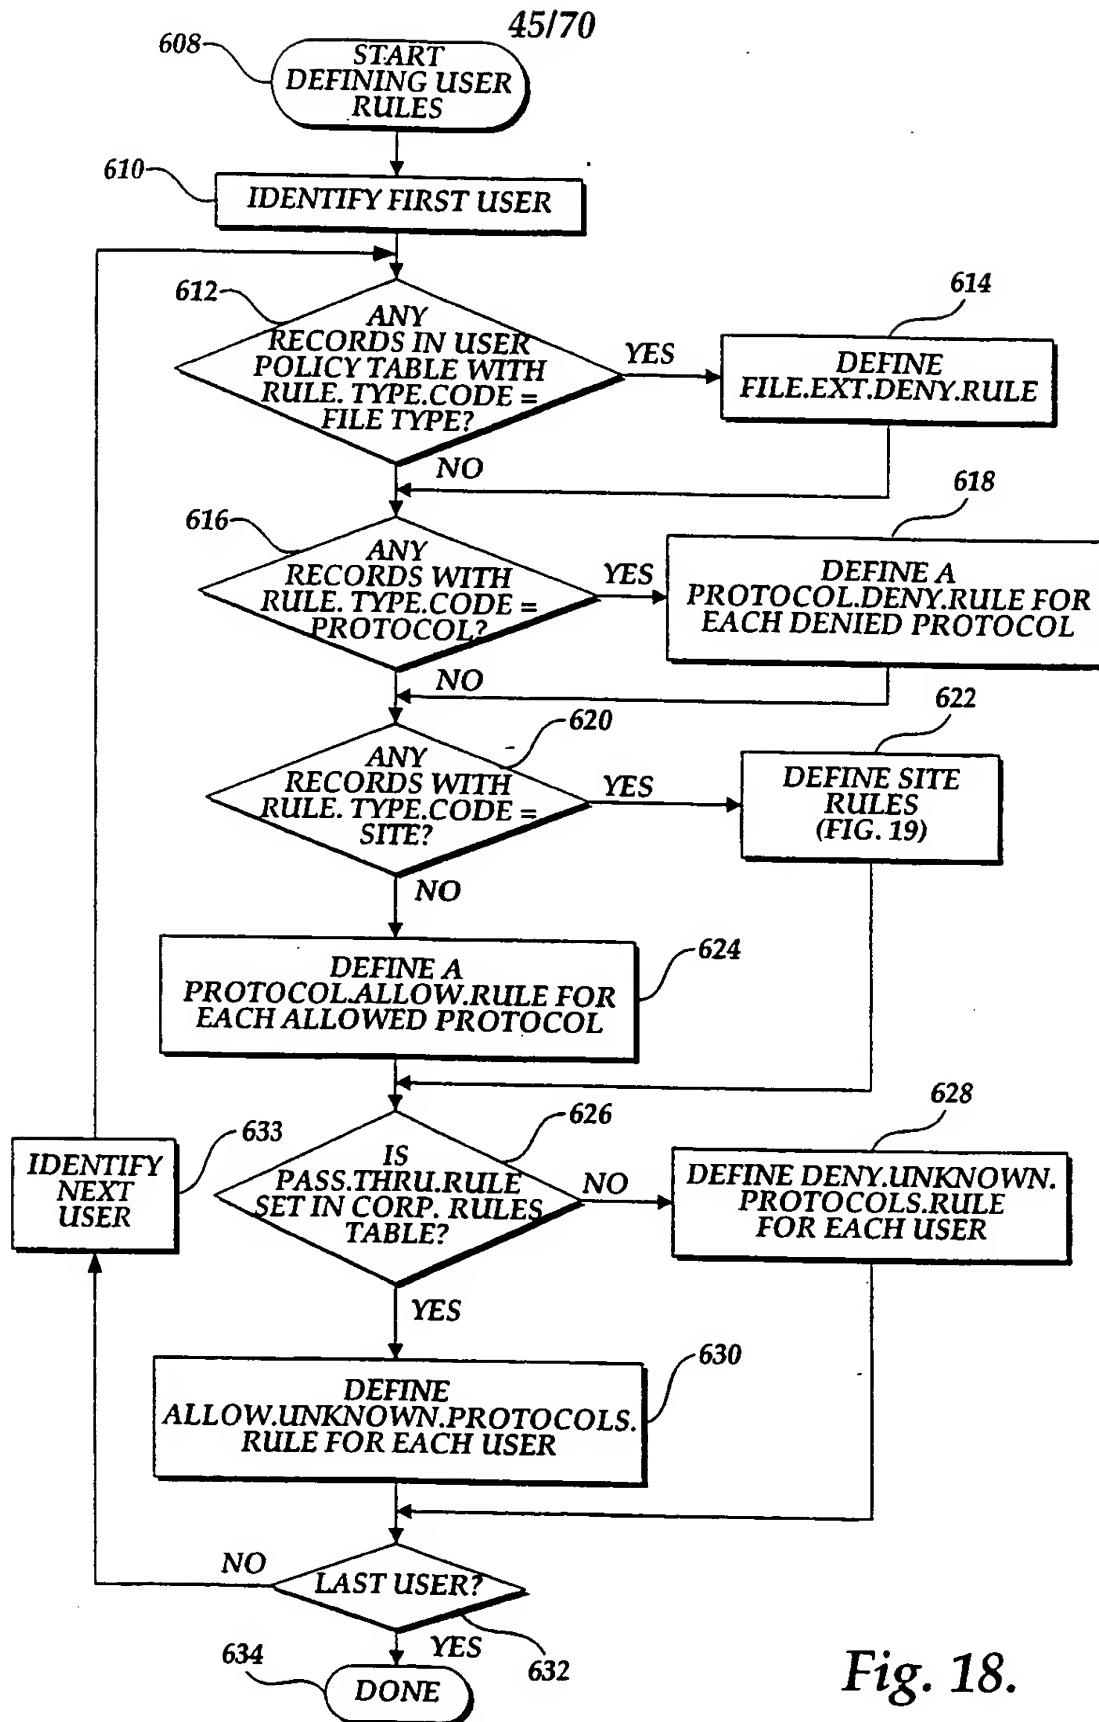 45/70
608
START
DEFINING USER
RULES
610
IDENTIFY FIRST USER
612
ANY
RECORDS IN USER
POLICY TABLE WITH
RULE. TYPE.CODE =
FILE TYPE?
YES
614
DEFINE
FILE.EXT.DENY.RULE
NO
616
ANY
RECORDS WITH
RULE. TYPE.CODE =
PROTOCOL?
YES
618
DEFINE A
PROTOCOL.DENY.RULE FOR
EACH DENIED PROTOCOL
NO
620
ANY
RECORDS WITH
RULE. TYPE.CODE =
SITE?
YES
622
DEFINE SITE
RULES
(FIG. 19)
NO
624
DEFINE A
PROTOCOL.ALLOW.RULE FOR
EACH ALLOWED PROTOCOL
626
IS
PASS.THRU.RULE
SET IN CORP. RULES
TABLE?
NO
628
DEFINE DENY.UNKNOWN.
PROTOCOLS.RULE
FOR EACH USER
633
IDENTIFY
NEXT
USER
YES
630
DEFINE
ALLOW.UNKNOWN.PROTOCOLS.
RULE FOR EACH USER
NO
LAST USER?
632
YES
634
DONE
Fig. 18.